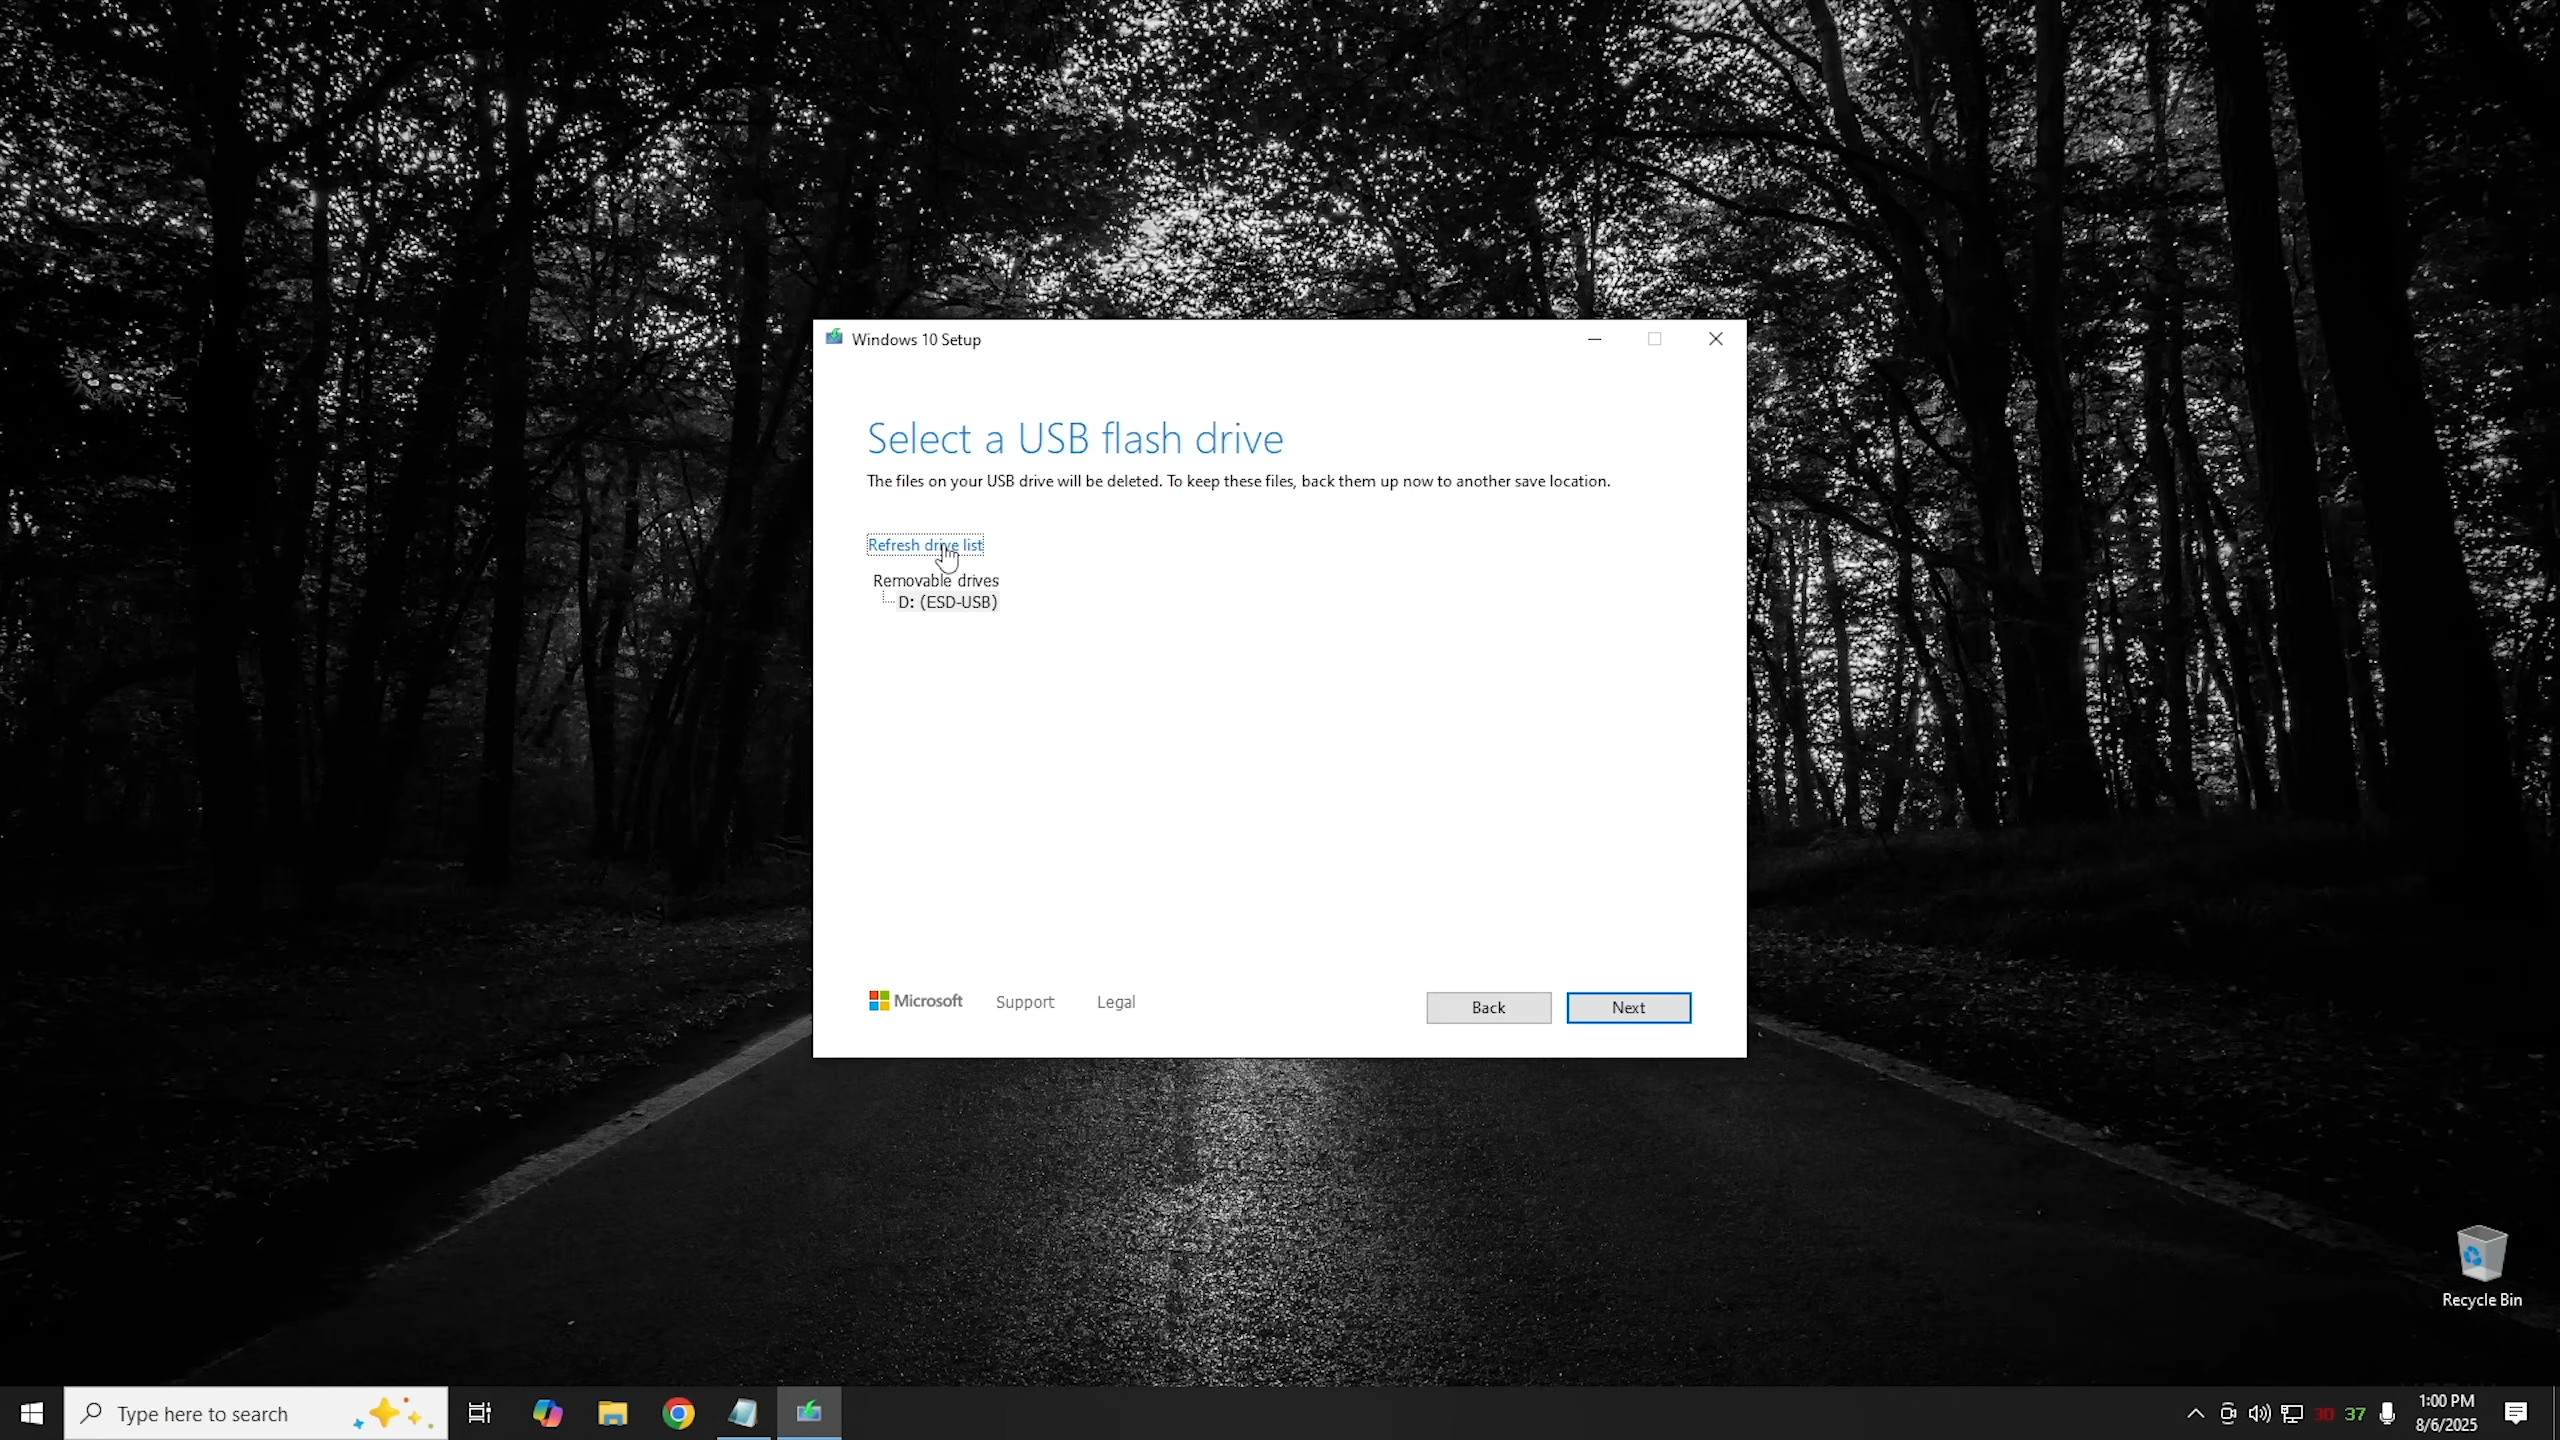 Windows 10 Setup
Select a USB flash drive
The files on your USB drive will be deleted. To keep these files, back them up now to another save location.
Refresh drive list
Removable drives
D: (ESD-USB)
Microsoft
Support
Legal
Back
Next
Recycle Bin
Type here to search
30
37
1:00 PM
8/6/2025